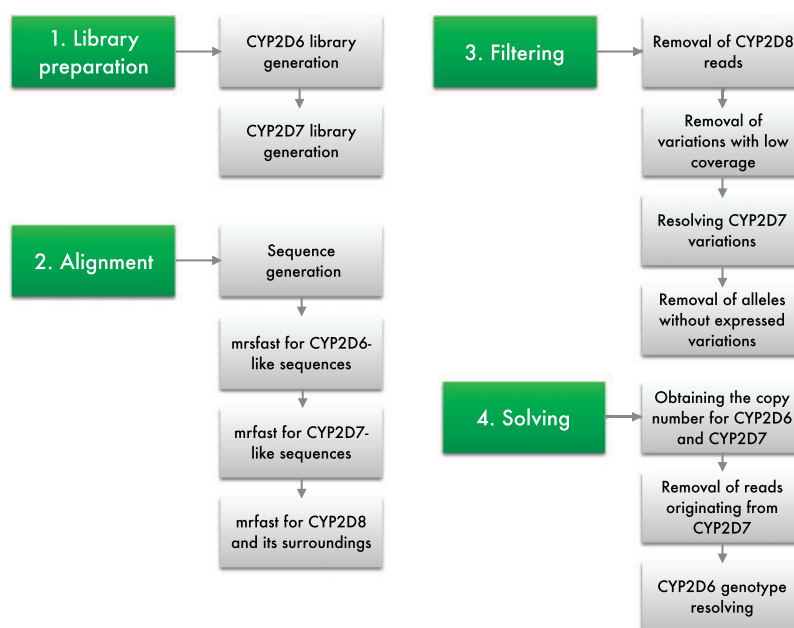 1. Library
preparation
CYP2D6 library
generation
CYP2D7 library
generation
2. Alignment
Sequence
generation
mrsfast for CYP2D6-
like sequences
mrfast for CYP2D7-
like sequences
mrfast for CYP2D8
and its surroundings
3. Filtering
Removal of CYP2D8
reads
Removal of
variations with low
coverage
Resolving CYP2D7
variations
Removal of alleles
without expressed
variations
4. Solving
Obtaining the copy
number for CYP2D6
and CYP2D7
Removal of reads
originating from
CYP2D7
CYP2D6 genotype
resolving